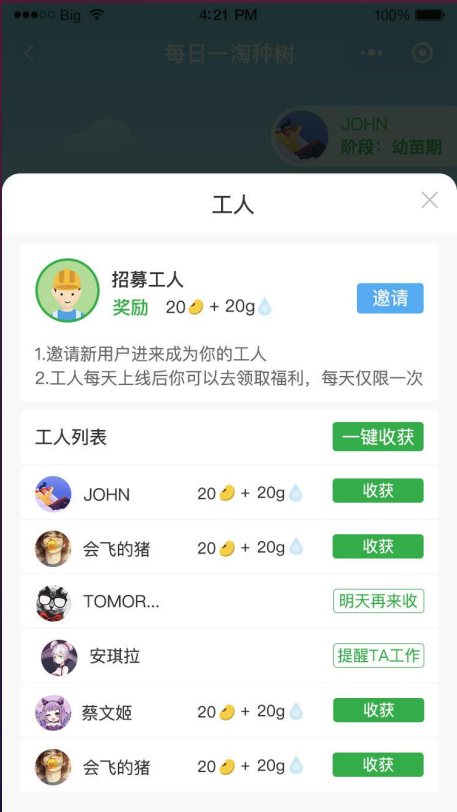 Big 4:21 PM 100%
每日一淘种树
JOHN
阶段：幼苗期
工人
招募工人
奖励 20 + 20g
邀请
1.邀请新用户进来成为你的工人
2.工人每天上线后你可以去领取福利，每天仅限一次
工人列表 一键收获
JOHN 20 + 20g 收获
会飞的猪 20 + 20g 收获
TOMOR... 明天再来收
安琪拉 提醒TA工作
蔡文姬 20 + 20g 收获
会飞的猪 20 + 20g 收获